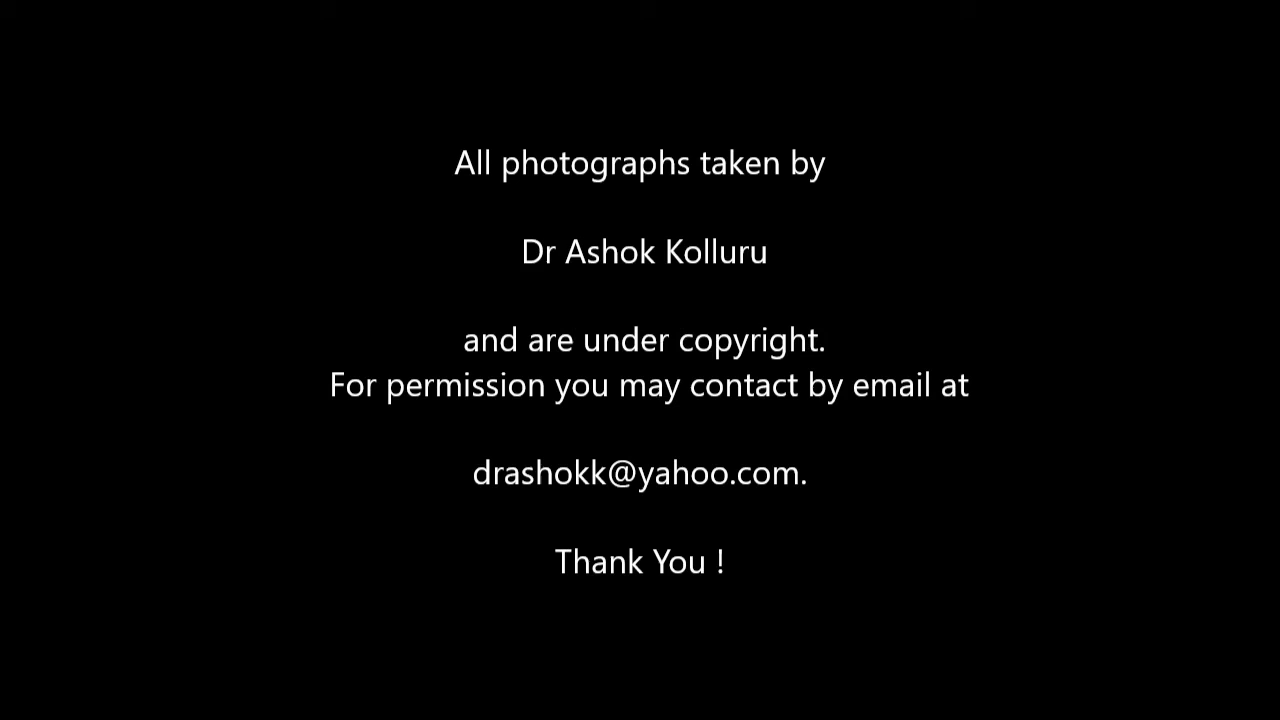 All photographs taken by
Dr Ashok Kolluru
and are under copyright.
For permission you may contact by email at
drashokk@yahoo.com.
Thank You !